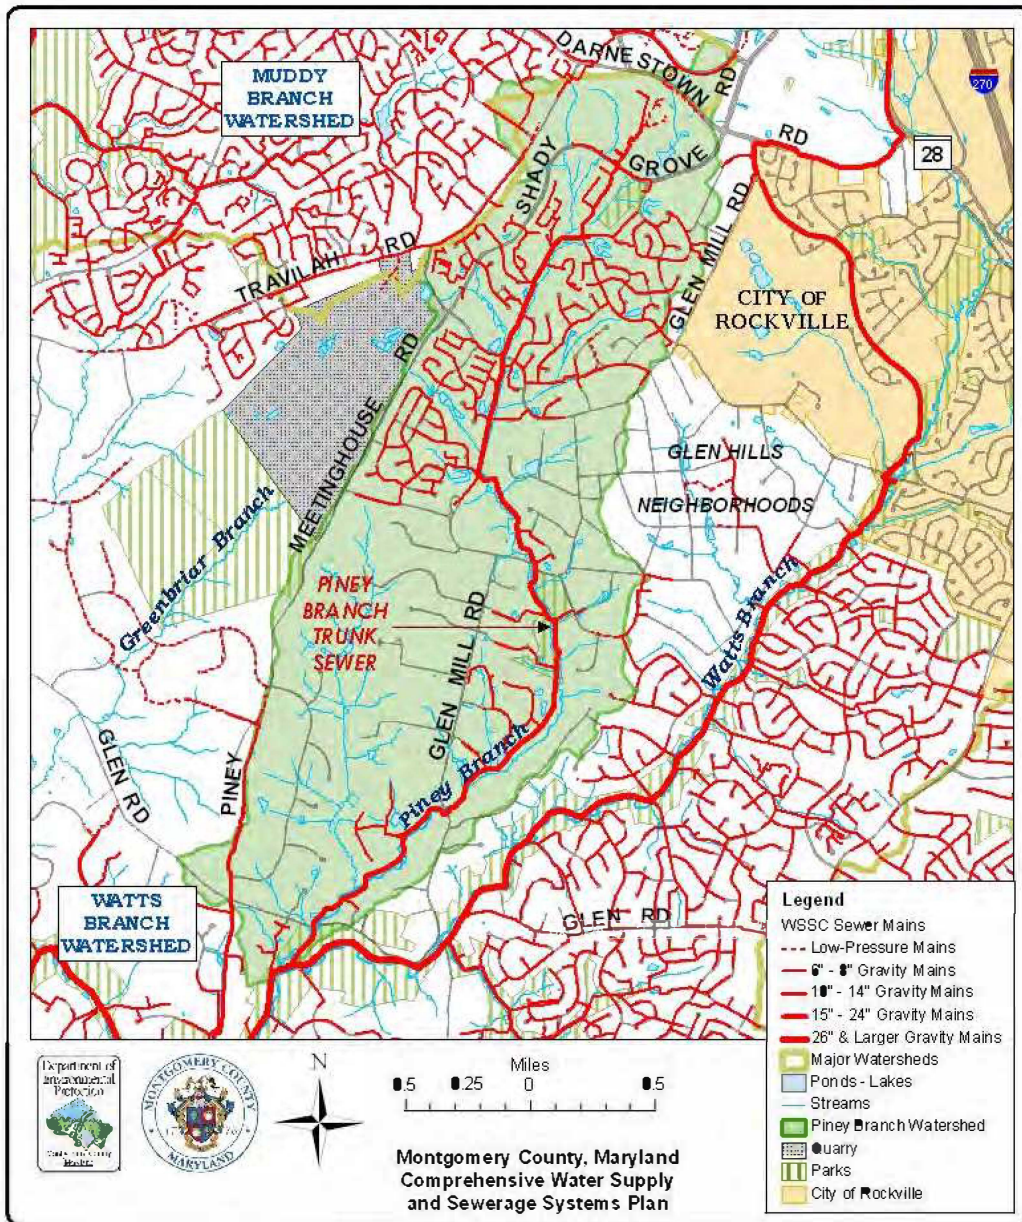 MUDDY
BRANCH
WATERSHED
DARNESTOWN
RD
270
RD
28
SHADY
GROVE
GLEN MILL RD
TRAVILAH RD
CITY OF
ROCKVILLE
MEETINGHOUSE RD
GLEN HILLS
NEIGHBORHOODS
Greenbriar Branch
PINEY
BRANCH
TRUNK
SEWER
GLEN MILL RD
Watts Branch
Piney Branch
GLEN RD
PINEY
WATTS
BRANCH
WATERSHED
GLEN RD
Legend
WSSC Sewer Mains
Low-Pressure Mains
6" - 8" Gravity Mains
10" - 14" Gravity Mains
15" - 24" Gravity Mains
26" & Larger Gravity Mains
Major Watersheds
Ponds - Lakes
Streams
Piney Branch Watershed
Quarry
Parks
City of Rockville
Department of
Environmental
Protection
MONTGOMERY COUNTY
MARYLAND
N
Miles
0.5 0.25 0 0.5
Montgomery County, Maryland
Comprehensive Water Supply
and Sewerage Systems Plan